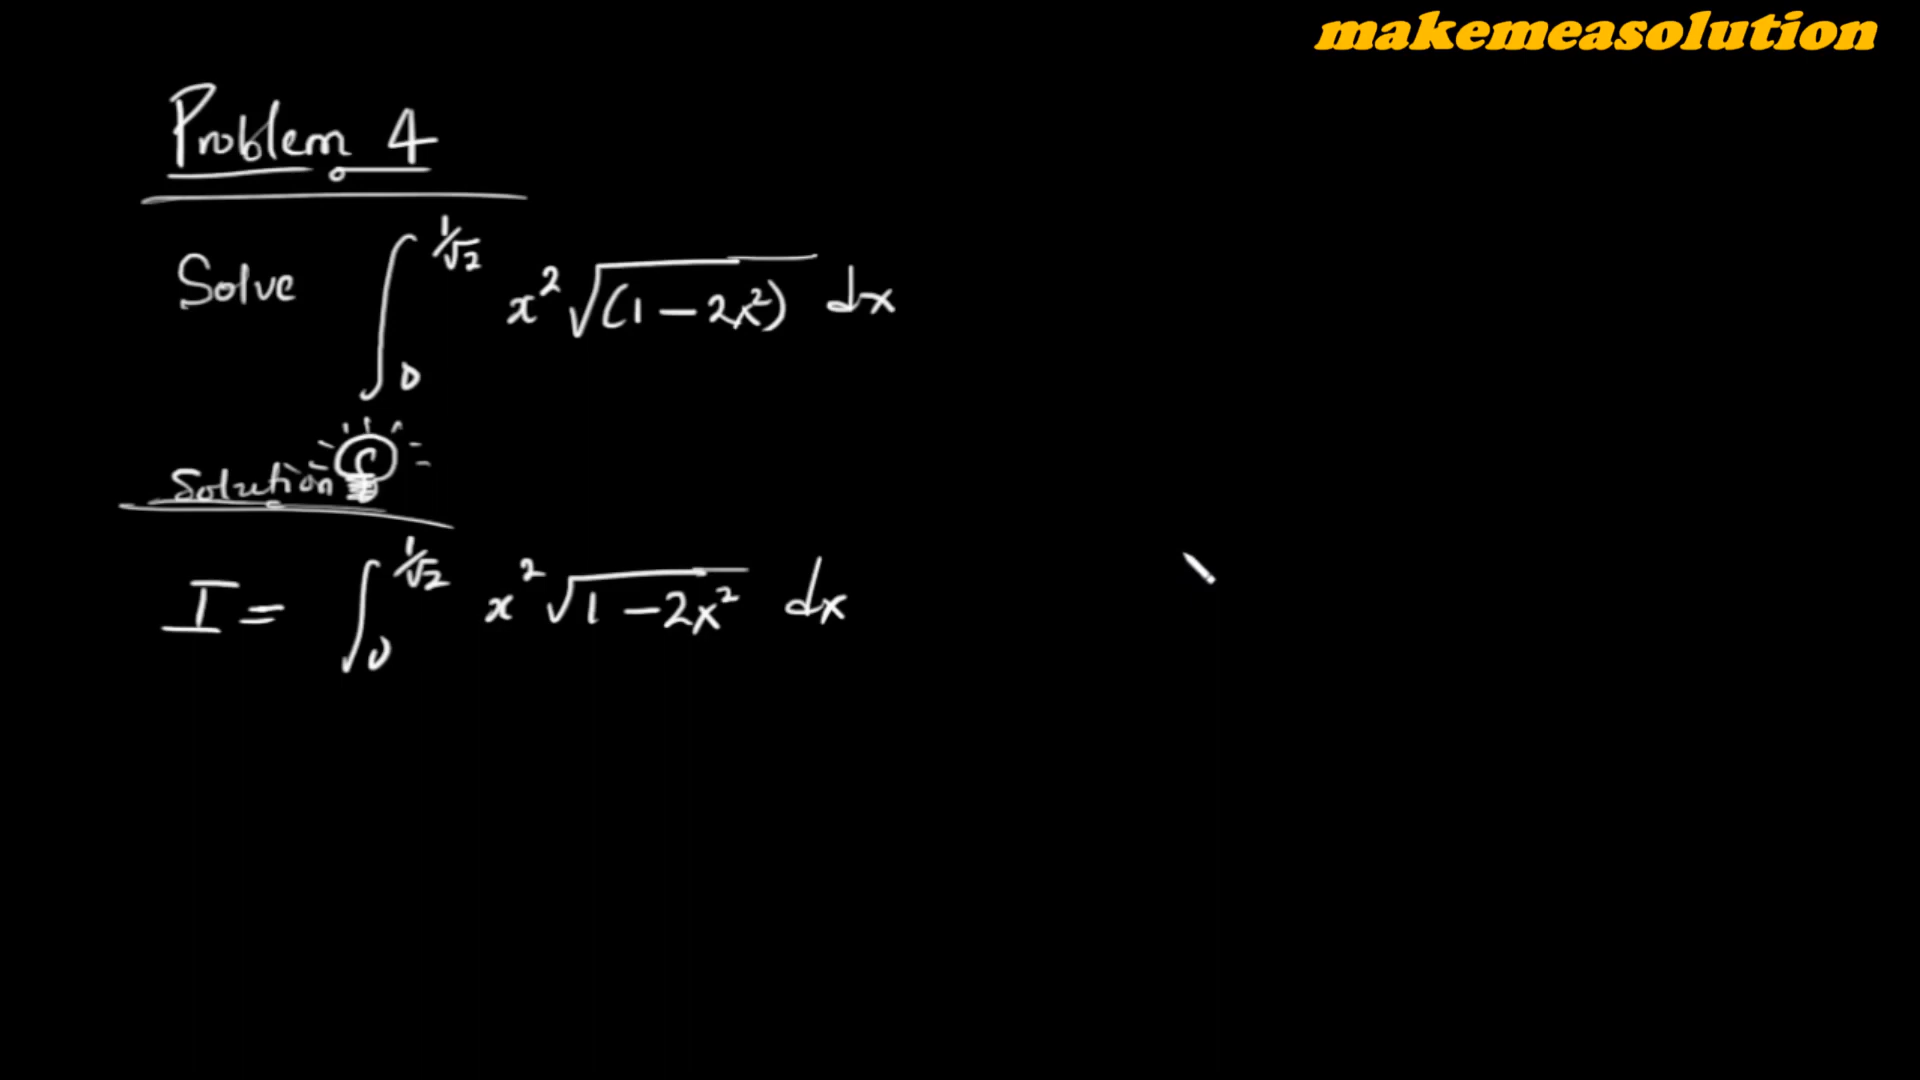 makemeasolution
Problem 4
Solve ∫₀^{1/√2} x² √(1 − 2x²) dx
Solution
I = ∫₀^{1/√2} x² √1 − 2x² dx